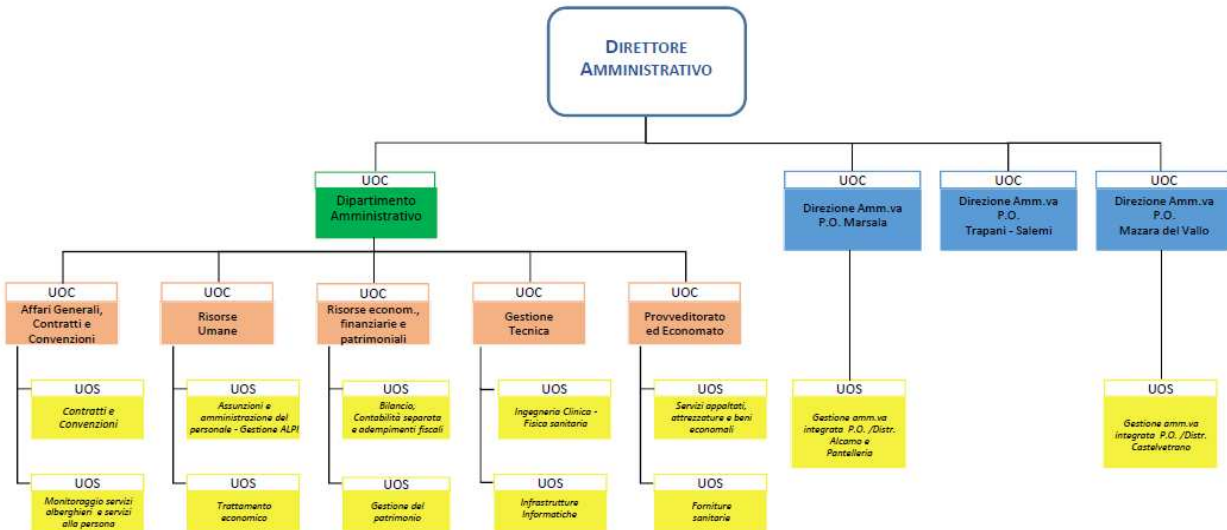 DIRETTORE
AMMINISTRATIVO
UOC
Dipartimento
Amministrativo
UOC
Direzione Amm.va
P.O. Marsala
UOC
Direzione Amm.va
P.O.
Trapani - Salemi
UOC
Direzione Amm.va
P.O.
Mazara del Vallo
UOC
Affari Generali,
Contratti e
Convenzioni
UOC
Risorse
Umane
UOC
Risorse econom.,
finanziarie e
patrimoniali
UOC
Gestione
Tecnica
UOC
Provveditorato
ed Economato
UOS
Contratti e
Convenzioni
UOS
Assunzioni e
amministrazione del
personale - Gestione ALPI
UOS
Bilancio,
Contabilità separata
e adempimenti fiscali
UOS
Ingegneria Clinica -
Fisica sanitaria
UOS
Servizi appaltati,
attrezzature e beni
economali
UOS
Gestione amm.va
integrata P.O. /Distr.
Alcamo e
Pantelleria
UOS
Gestione amm.va
integrata P.O. /Distr.
Castelvetrano
UOS
Monitoraggio servizi
alberghieri e servizi
alla persona
UOS
Trattamento
economico
UOS
Gestione del
patrimonio
UOS
Infrastrutture
Informatiche
UOS
Forniture
sanitarie